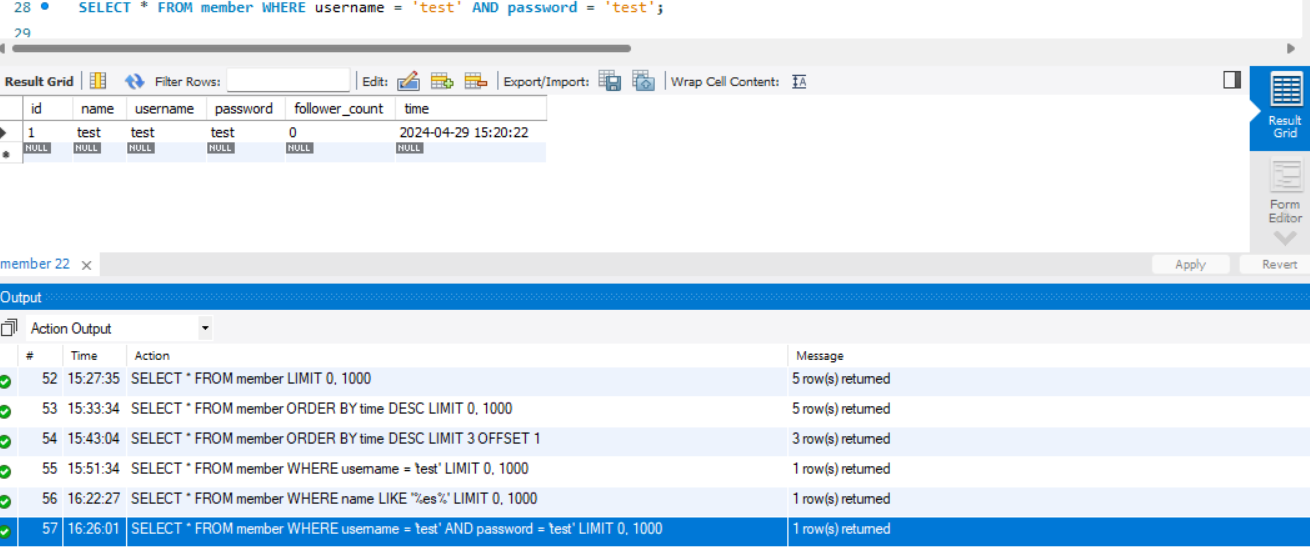 28 SELECT * FROM member WHERE username = 'test' AND password = 'test';
29
Result Grid Filter Rows: Edit: Export/Import: Wrap Cell Content:
id name username password follower_count time
1 test test test 0 2024-04-29 15:20:22
NULL NULL NULL NULL NULL NULL
Result
Grid
Form
Editor
member 22 Apply Revert
Output
Action Output
# Time Action Message
52 15:27:35 SELECT * FROM member LIMIT 0, 1000 5 row(s) returned
53 15:33:34 SELECT * FROM member ORDER BY time DESC LIMIT 0, 1000 5 row(s) returned
54 15:43:04 SELECT * FROM member ORDER BY time DESC LIMIT 3 OFFSET 1 3 row(s) returned
55 15:51:34 SELECT * FROM member WHERE username = 'test' LIMIT 0, 1000 1 row(s) returned
56 16:22:27 SELECT * FROM member WHERE name LIKE '%es%' LIMIT 0, 1000 1 row(s) returned
57 16:26:01 SELECT * FROM member WHERE username = 'test' AND password = 'test' LIMIT 0, 1000 1 row(s) returned